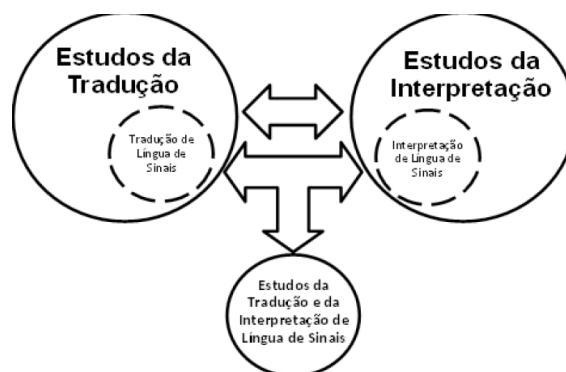 Estudos da
Tradução
Tradução de
Língua de
Sinais
Estudos da
Interpretação
Interpretação
de Língua de
Sinais
Estudos da
Tradução e da
Interpretação de
Língua de Sinais